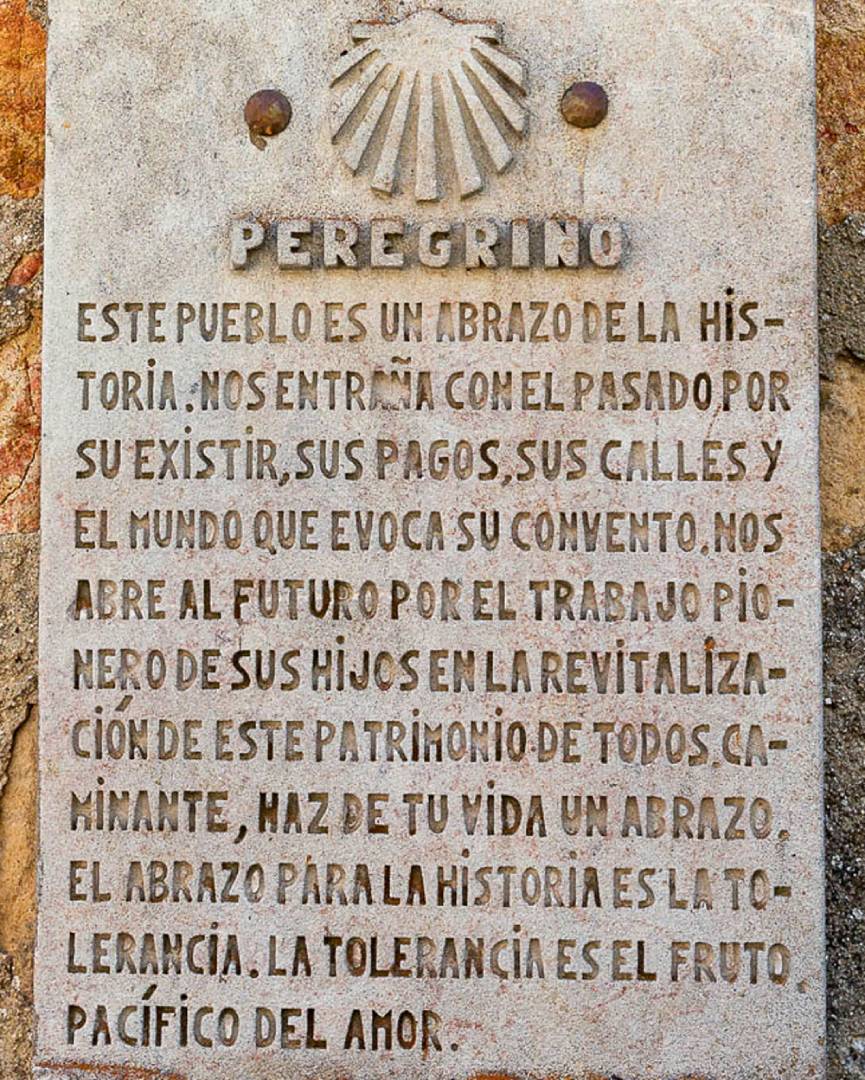 PEREGRINO
ESTE PUEBLO ES UN ABRAZO DE LA HiS-
TORiA. NOS ENTRAÑA CON EL PASADO POR
SU EXiSTiR, SUS PAGOS, SUS CALLES Y
EL MUNDO QUE EVOCA SU CONVENTO. NOS
ABRE AL FUTURO POR EL TRABAJO PiO-
NERO DE SUS HiJOS EN LA REViTALiZA-
CiÓN DE ESTE PATRiMONiO DE TODOS. CA-
MiNANTE, HAZ DE TU ViDA UN ABRAZO.
EL ABRAZO PARA LA HiSTORiA ES LA TO-
LERANCiA. LA TOLERANCiA ES EL FRUTO
PACÍFiCO DEL AMOR.